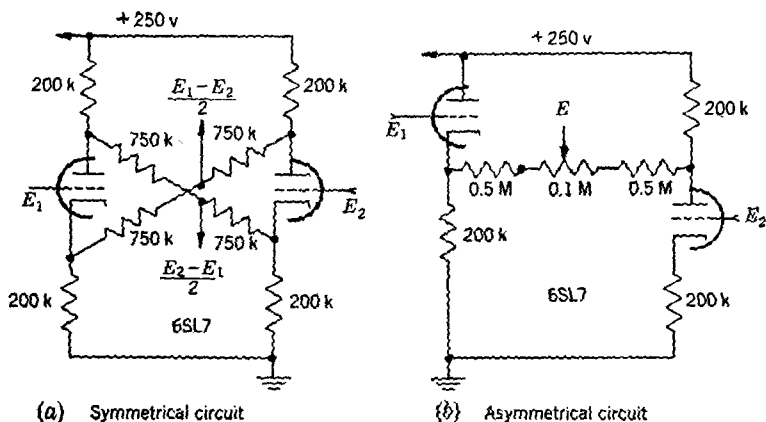 + 250 v
200 k
200 k
E₁ − E₂
2
750 k
750 k
E₁
E₂
750 k
750 k
E₂ − E₁
2
200 k
200 k
6SL7
(a) Symmetrical circuit
+250 v
E₁
E
200 k
0.5 M
0.1 M
0.5 M
E₂
200 k
6SL7
200 k
(b) Asymmetrical circuit